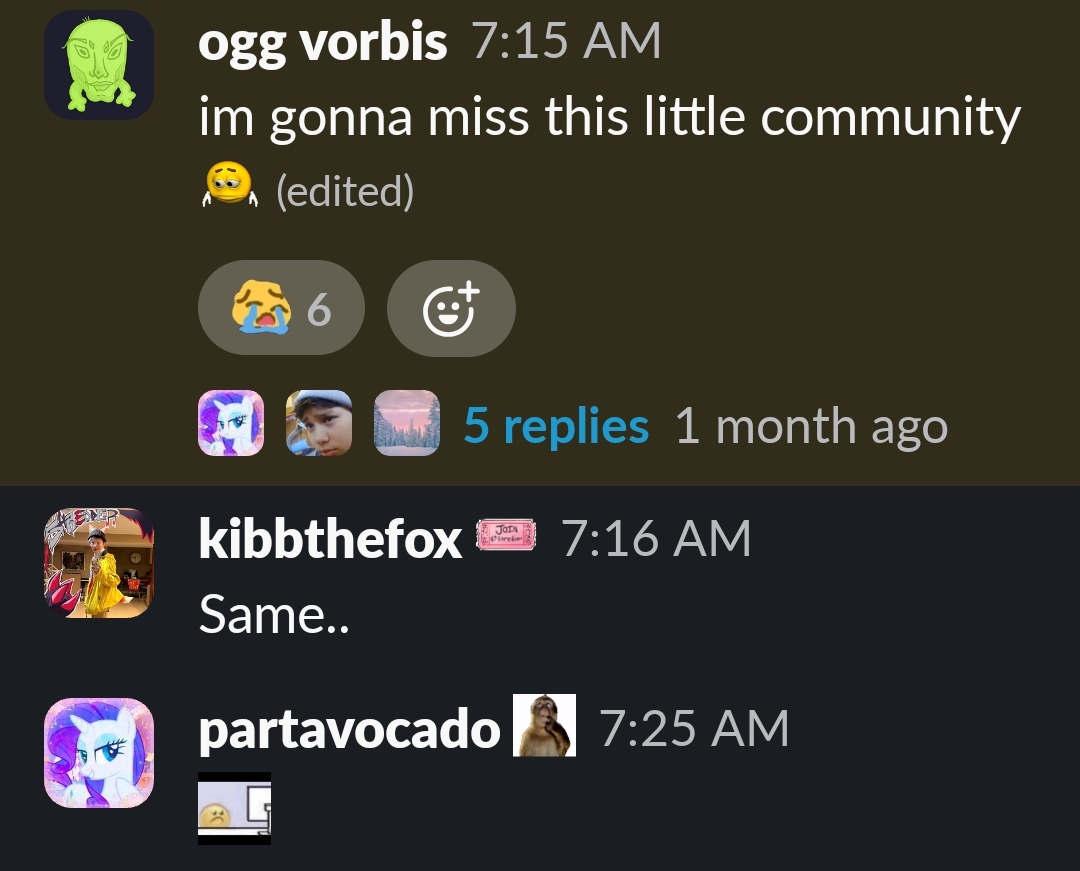 ogg vorbis 7:15 AM
im gonna miss this little community
(edited)
6
5 replies 1 month ago
kibbthefox JOIN 7:16 AM
Same..
partavocado 7:25 AM